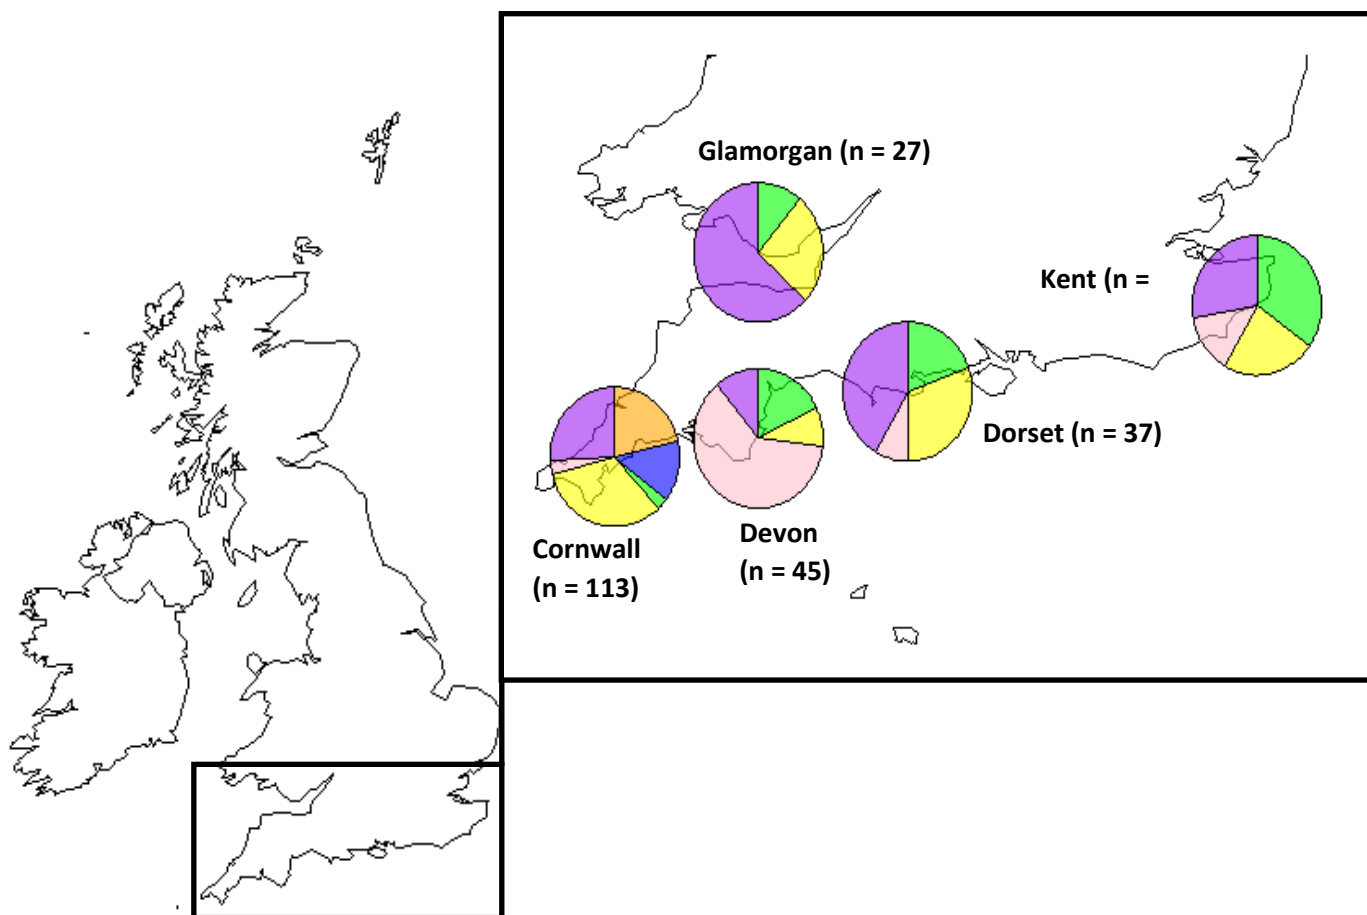 Glamorgan (n = 27)
Kent (n =
Dorset (n = 37)
Devon
(n = 45)
Cornwall
(n = 113)